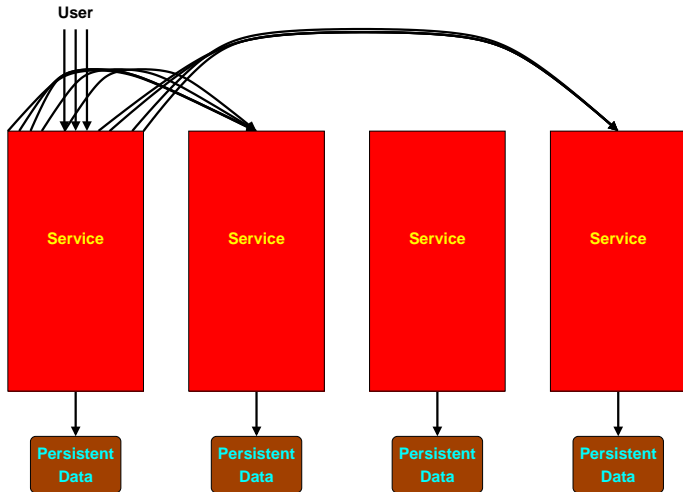 User
Service
Service
Service
Service
Persistent
Data
Persistent
Data
Persistent
Data
Persistent
Data